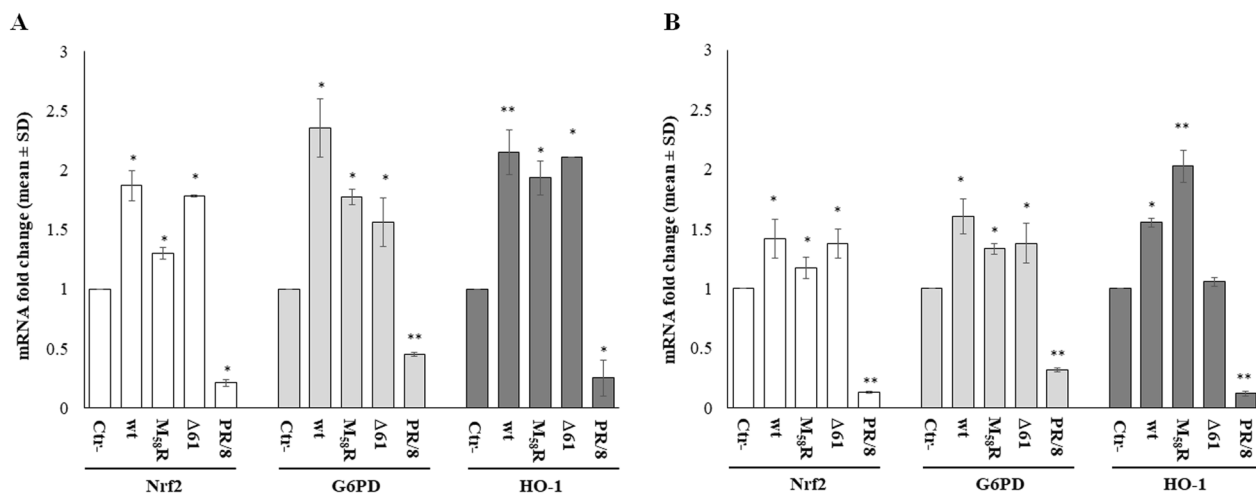 A
mRNA fold change (mean ± SD)
3
2.5
2
1.5
1
0.5
0
* * * *
* * * **
** * * *
Ctr- wt M₅₈R Δ61 PR/8
Ctr- wt M₅₈R Δ61 PR/8
Ctr- wt M₅₈R Δ61 PR/8
Nrf2 G6PD HO-1
B
mRNA fold change (mean ± SD)
3
2.5
2
1.5
1
0.5
0
* * * **
* * * **
* ** **
Ctr- wt M₅₈R Δ61 PR/8
Ctr- wt M₅₈R Δ61 PR/8
Ctr- wt M₅₈R Δ61 PR/8
Nrf2 G6PD HO-1